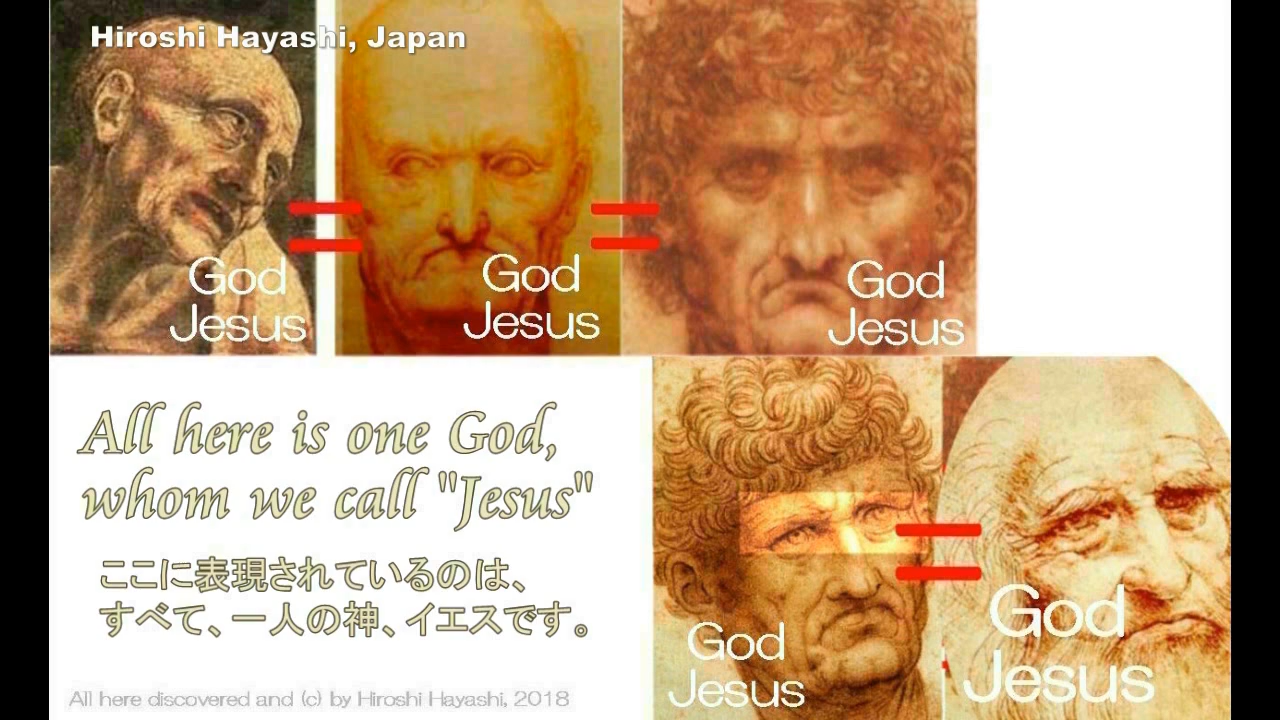 Hiroshi Hayashi, Japan
God
Jesus
God
Jesus
God
Jesus
All here is one God,
whom we call "Jesus"
ここに表現されているのは、
すべて、一人の神、イエスです。
God
Jesus
God
Jesus
All here discovered and (c) by Hiroshi Hayashi, 2018